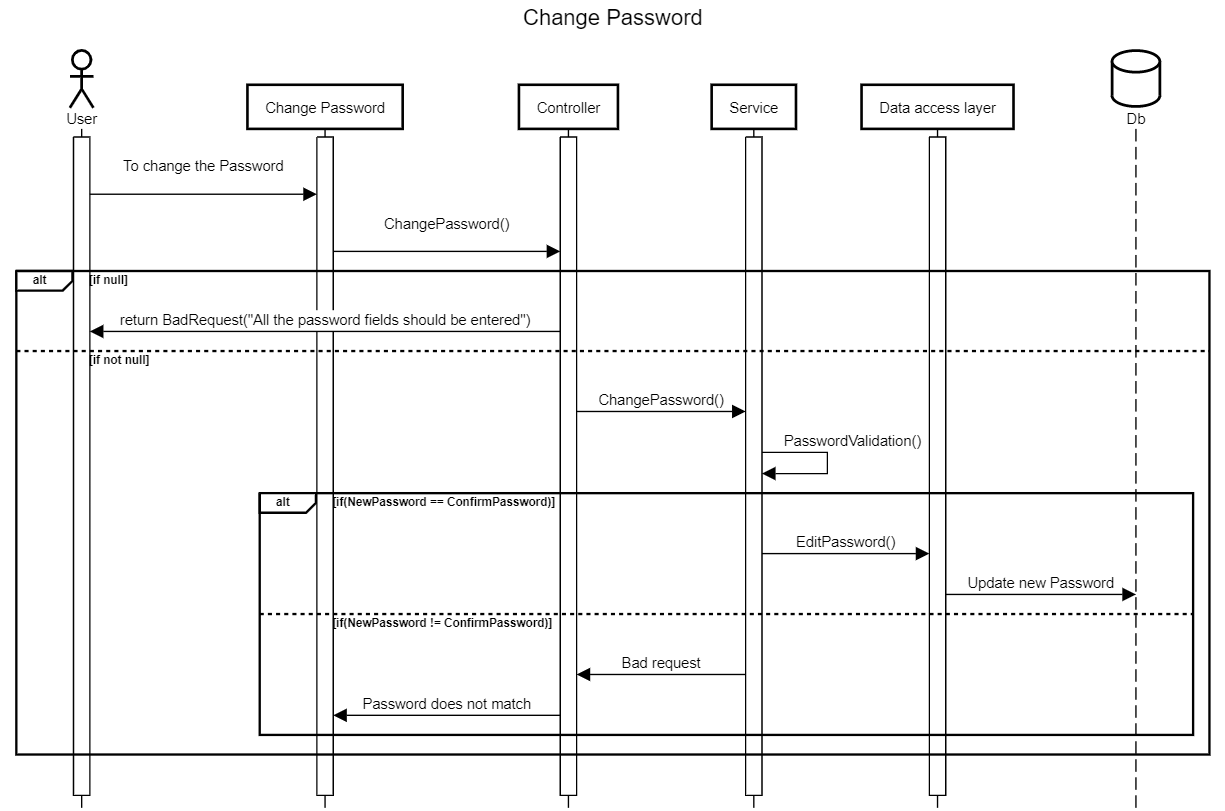 Change Password
User
Change Password
Controller
Service
Data access layer
Db
To change the Password
ChangePassword()
alt
[if null]
return BadRequest("All the password fields should be entered")
[if not null]
ChangePassword()
PasswordValidation()
alt
[if(NewPassword == ConfirmPassword)]
EditPassword()
Update new Password
[if(NewPassword != ConfirmPassword)]
Bad request
Password does not match